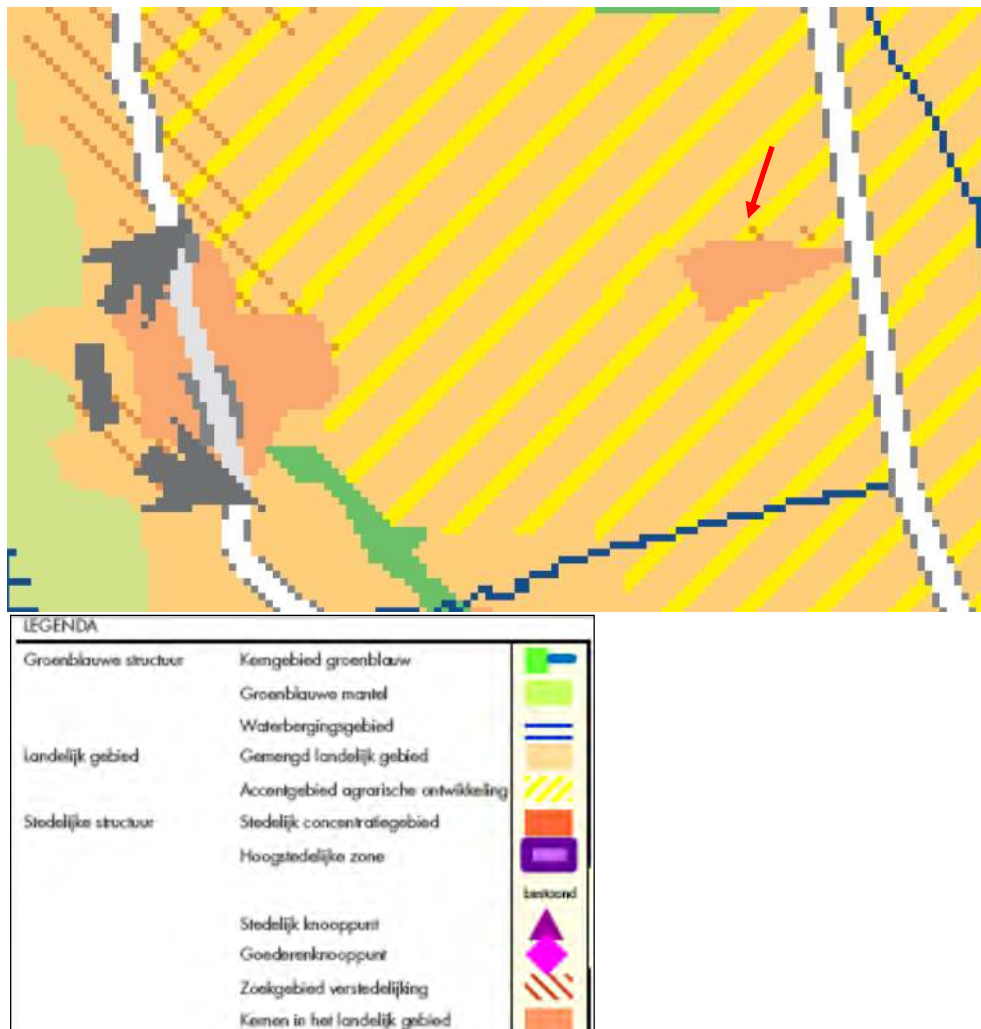 LEGENDA
Groenblauwe structuur Kerngebied groenblauw
Groenblauwe mantel
Waterbergingsgebied
Landelijk gebied Gemengd landelijk gebied
Accentgebied agrarische ontwikkeling
Stedelijke structuur Stedelijk concentratiegebied
Hoogstedelijke zone
bestaand
Stedelijk knooppunt
Goederenknooppunt
Zoekgebied verstedelijking
Kernen in het landelijk gebied